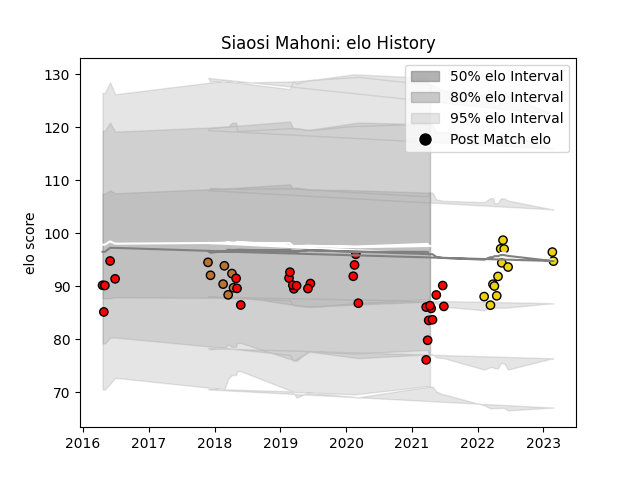 Siaosi Mahoni: elo History
130
120
110
100
90
80
70
elo score
50% elo Interval
80% elo Interval
95% elo Interval
Post Match elo
2016 2017 2018 2019 2020 2021 2022 2023